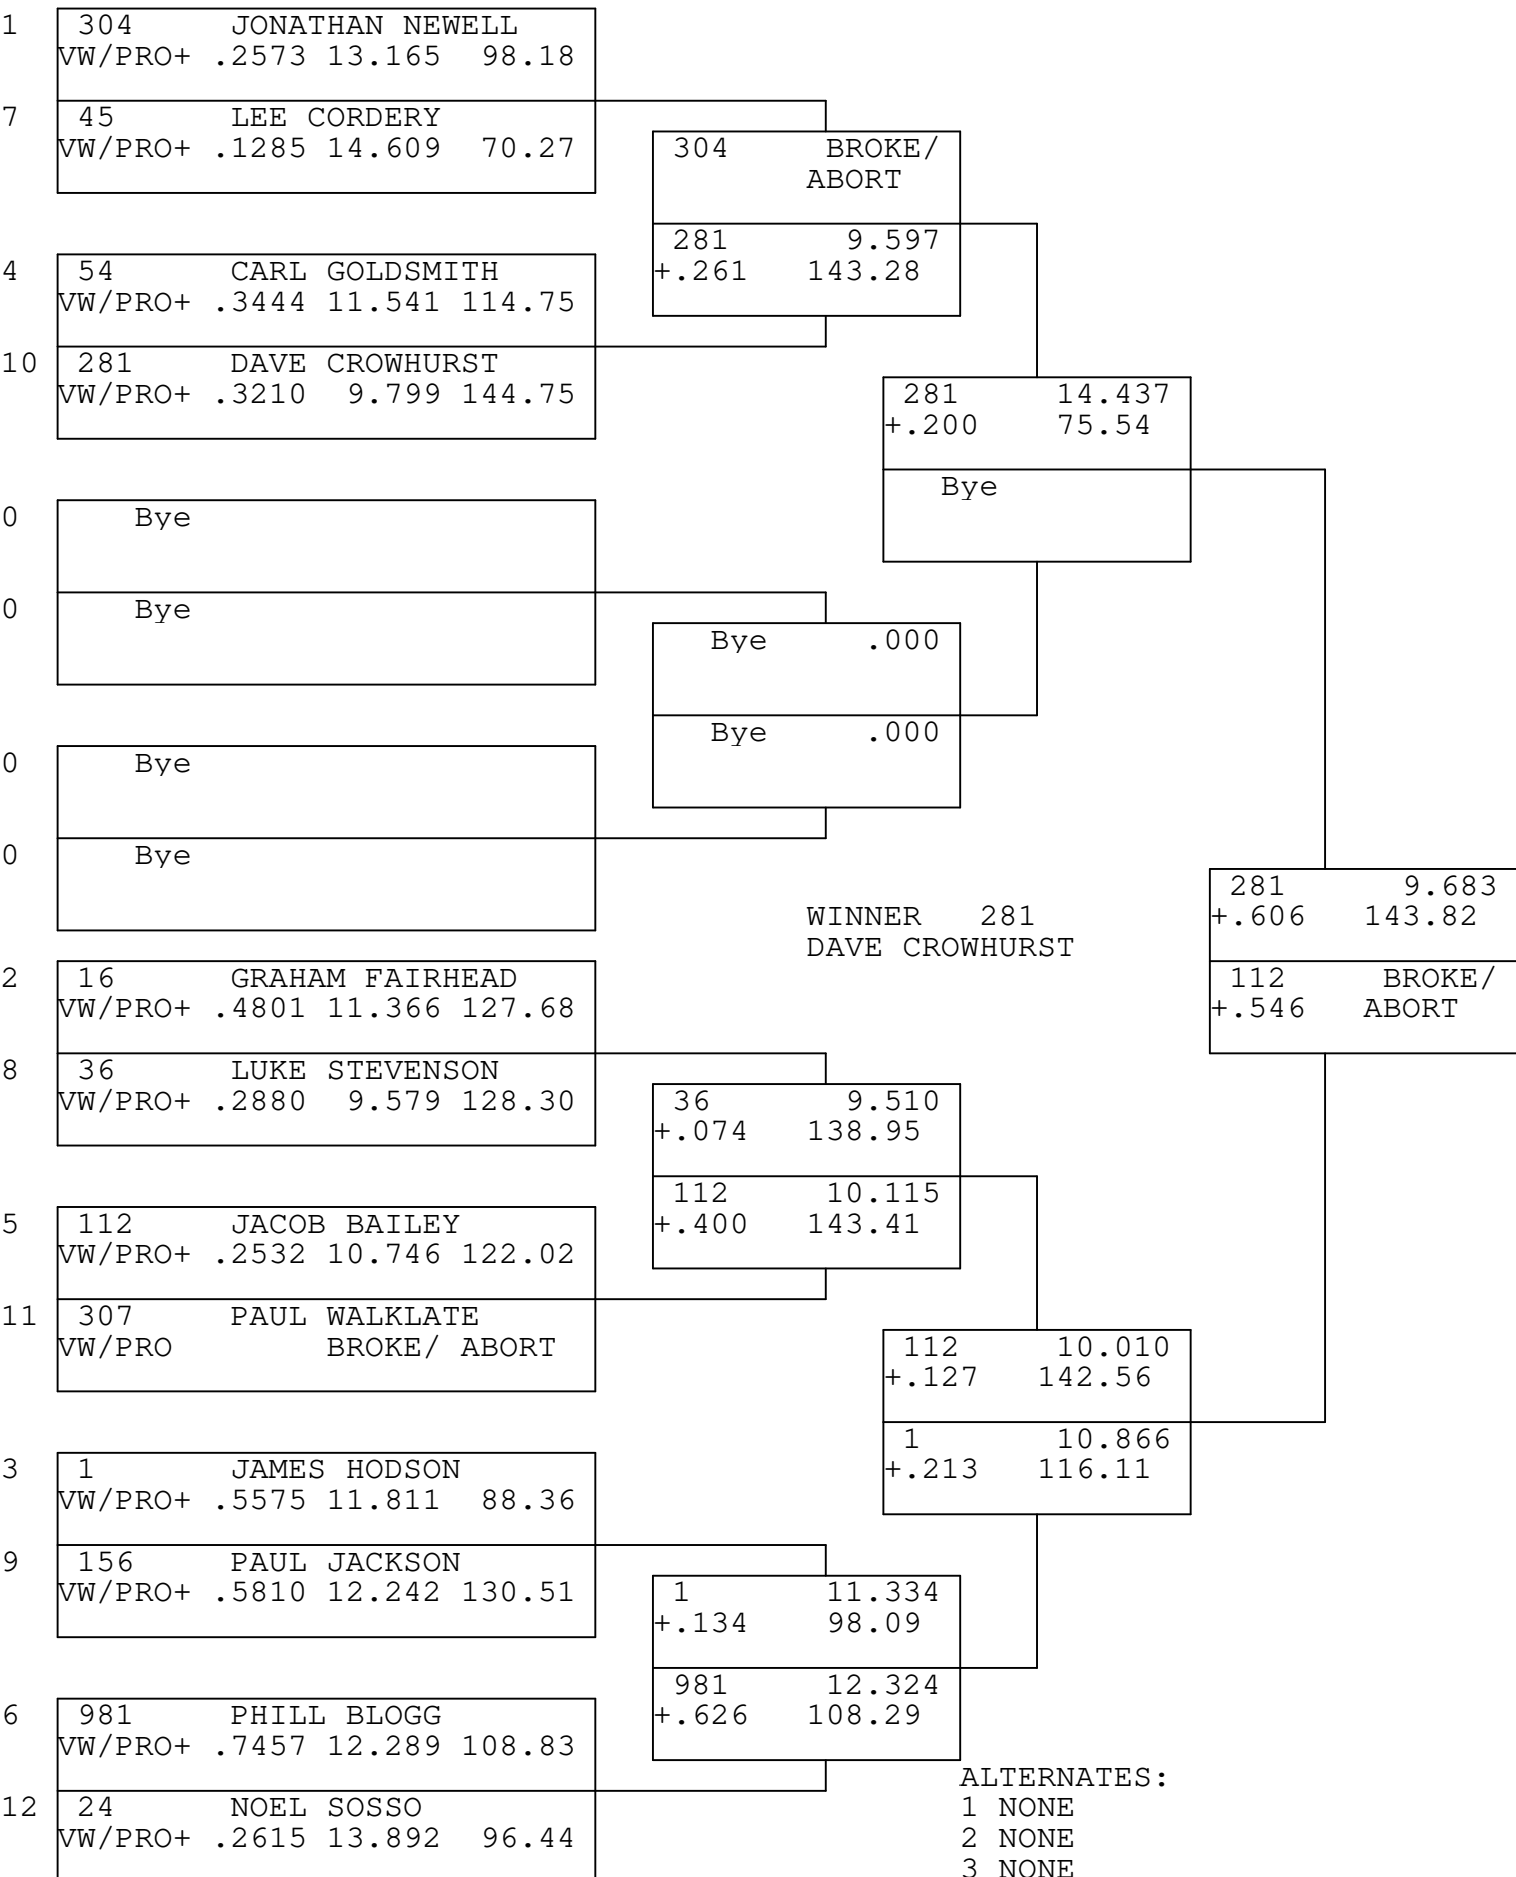 1 304 JONATHAN NEWELL
VW/PRO+ .2573 13.165 98.18
7 45 LEE CORDERY
VW/PRO+ .1285 14.609 70.27
304 BROKE/
ABORT
281 9.597
+.261 143.28
4 54 CARL GOLDSMITH
VW/PRO+ .3444 11.541 114.75
10 281 DAVE CROWHURST
VW/PRO+ .3210 9.799 144.75
281 14.437
+.200 75.54
Bye
0 Bye
0 Bye
Bye .000
Bye .000
0 Bye
0 Bye
WINNER 281
DAVE CROWHURST
281 9.683
+.606 143.82
112 BROKE/
+.546 ABORT
2 16 GRAHAM FAIRHEAD
VW/PRO+ .4801 11.366 127.68
8 36 LUKE STEVENSON
VW/PRO+ .2880 9.579 128.30
36 9.510
+.074 138.95
112 10.115
+.400 143.41
5 112 JACOB BAILEY
VW/PRO+ .2532 10.746 122.02
11 307 PAUL WALKLATE
VW/PRO BROKE/ ABORT
112 10.010
+.127 142.56
1 10.866
+.213 116.11
3 1 JAMES HODSON
VW/PRO+ .5575 11.811 88.36
9 156 PAUL JACKSON
VW/PRO+ .5810 12.242 130.51
1 11.334
+.134 98.09
981 12.324
+.626 108.29
6 981 PHILL BLOGG
VW/PRO+ .7457 12.289 108.83
12 24 NOEL SOSSO
VW/PRO+ .2615 13.892 96.44
ALTERNATES:
1 NONE
2 NONE
3 NONE